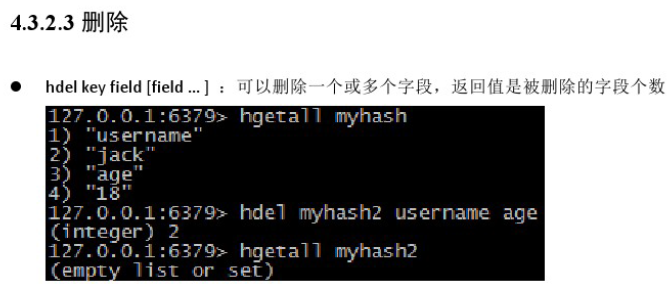 4.3.2.3 删除
● hdel key field [field ... ] ：可以删除一个或多个字段，返回值是被删除的字段个数
127.0.0.1:6379> hgetall myhash
1) "username"
2) "jack"
3) "age"
4) "18"
127.0.0.1:6379> hdel myhash2 username age
(integer) 2
127.0.0.1:6379> hgetall myhash2
(empty list or set)